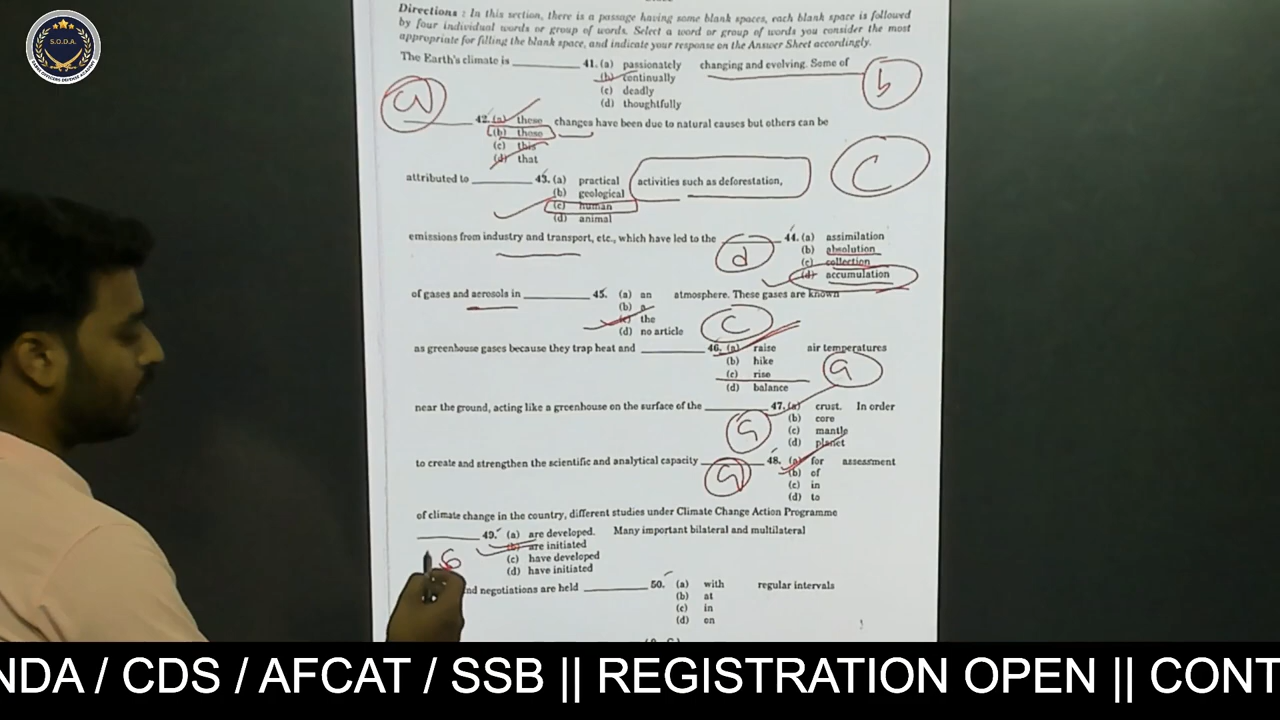 S.O.D.A.
Directions : In this section, there is a passage having some blank spaces, each blank space is followed
by four individual words or group of words. Select a word or group of words you consider the most
appropriate for filling the blank space, and indicate your response on the Answer Sheet accordingly.
The Earth's climate is ________ 41. (a) passionately changing and evolving. Some of
(b) continually
(c) deadly
(d) thoughtfully
b
a
________ 42. (a) these changes have been due to natural causes but others can be
(b) those
(c) this
(d) that
attributed to ________ 43. (a) practical activities such as deforestation,
(b) geological
(c) human
(d) animal
C
emissions from industry and transport, etc., which have led to the ________ 44. (a) assimilation
(b) absolution
(c) collection
(d) accumulation
d
of gases and aerosols in ________ 45. (a) an atmosphere. These gases are known
(b) a
(c) the
(d) no article
C
as greenhouse gases because they trap heat and ________ 46. (a) raise air temperatures
(b) hike
(c) rise
(d) balance
a
near the ground, acting like a greenhouse on the surface of the ________ 47. (a) crust. In order
(b) core
(c) mantle
(d) planet
a
to create and strengthen the scientific and analytical capacity ________ 48. (a) for assessment
(b) of
(c) in
(d) to
a
of climate change in the country, different studies under Climate Change Action Programme
________ 49. (a) are developed. Many important bilateral and multilateral
(b) are initiated
(c) have developed
(d) have initiated
nd negotiations are held ________ 50. (a) with regular intervals
(b) at
(c) in
(d) on
NDA / CDS / AFCAT / SSB || REGISTRATION OPEN || CONT